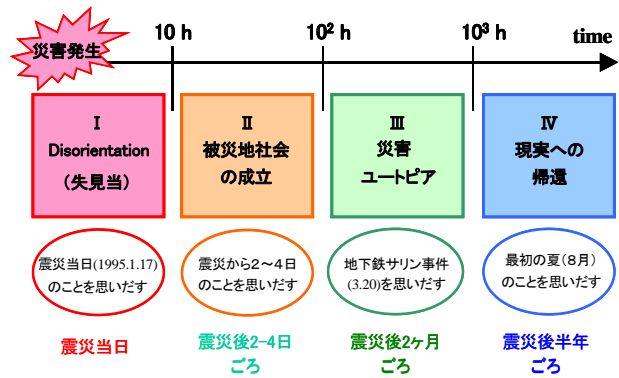 災害発生
10 h
10² h
10³ h
time
Ⅰ
Disorientation
（失見当）
Ⅱ
被災地社会
の成立
Ⅲ
災害
ユートピア
Ⅳ
現実への
帰還
震災当日(1995.1.17)
のことを思いだす
震災から２～４日
のことを思いだす
地下鉄サリン事件
(3.20)を思いだす
最初の夏（８月）
のことを思いだす
震災当日
震災後2-4日
ごろ
震災後2ヶ月
ごろ
震災後半年
ごろ